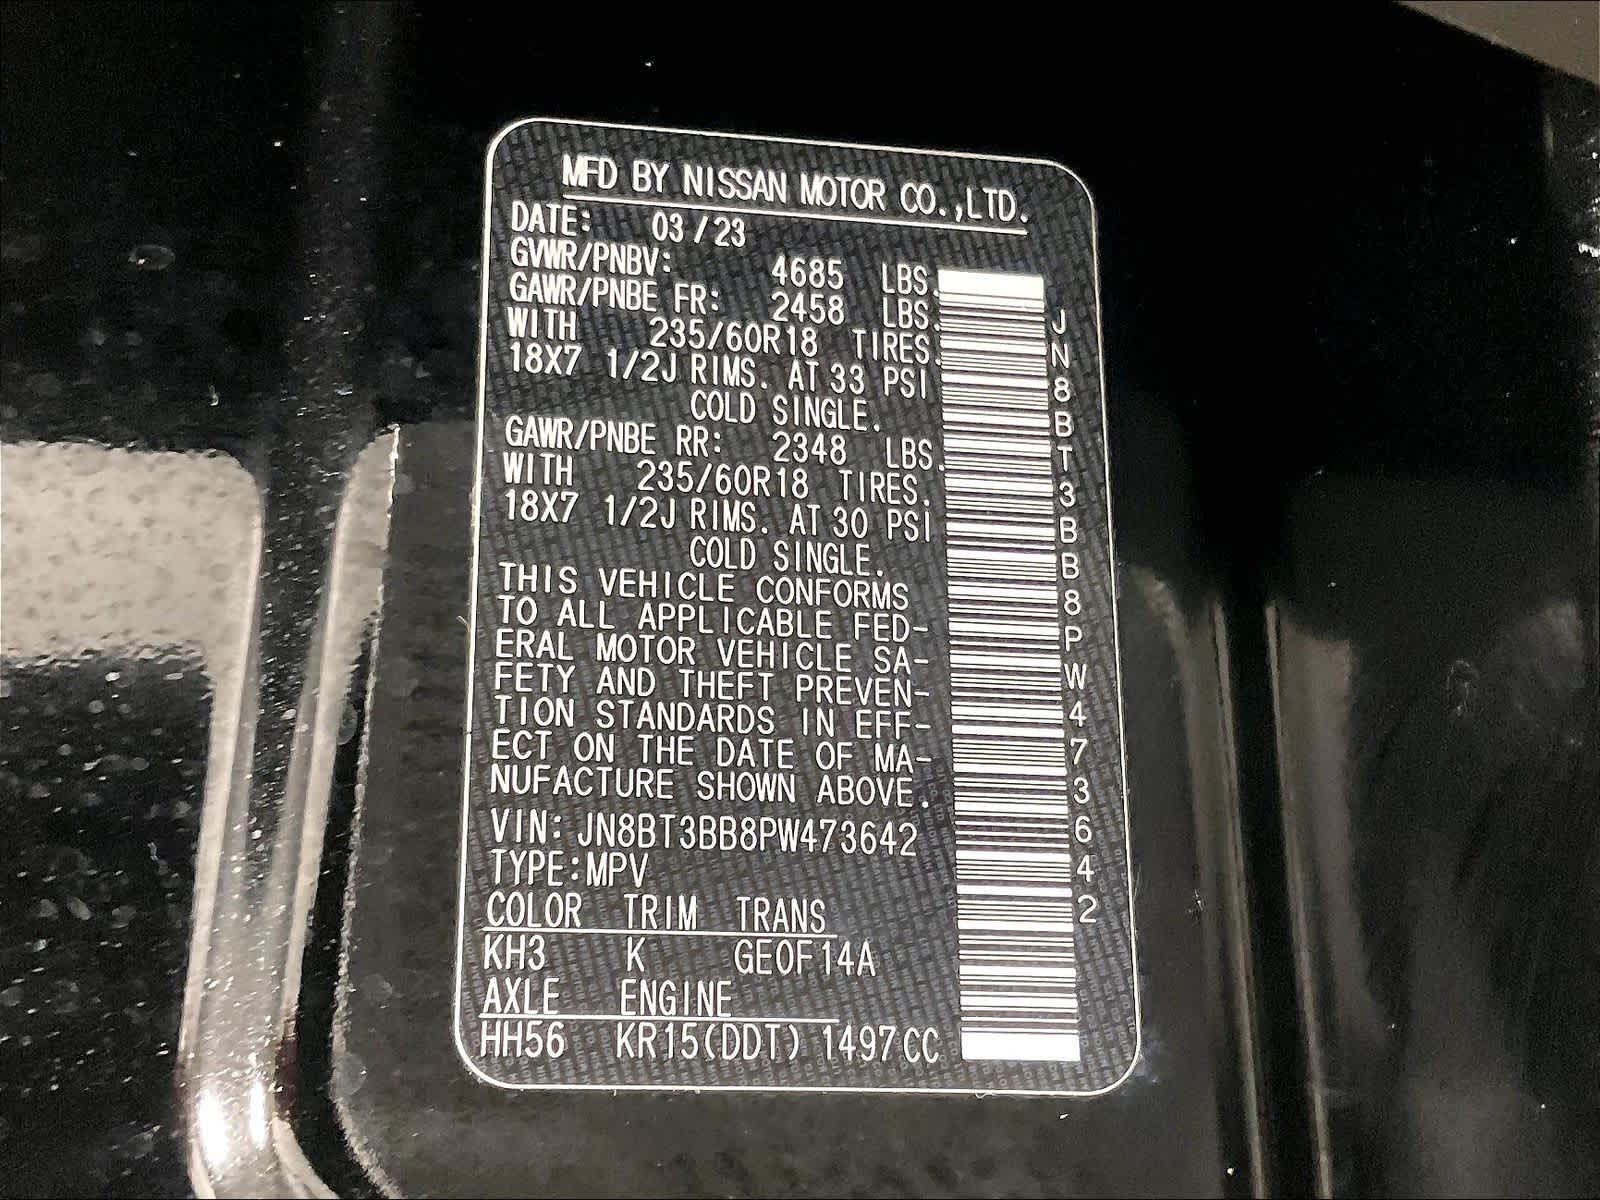 MFD BY NISSAN MOTOR CO.,LTD.
DATE: 03/23
GVWR/PNBV: 4685 LBS.
GAWR/PNBE FR: 2458 LBS.
WITH 235/60R18 TIRES.
18X7 1/2J RIMS. AT 33 PSI
COLD SINGLE.
GAWR/PNBE RR: 2348 LBS.
WITH 235/60R18 TIRES.
18X7 1/2J RIMS. AT 30 PSI
COLD SINGLE.
THIS VEHICLE CONFORMS
TO ALL APPLICABLE FED-
ERAL MOTOR VEHICLE SA-
FETY AND THEFT PREVEN-
TION STANDARDS IN EFF-
ECT ON THE DATE OF MA-
NUFACTURE SHOWN ABOVE.
VIN: JN8BT3BB8PW473642
TYPE:MPV
COLOR TRIM TRANS
KH3 K GE0F14A
AXLE ENGINE
HH56 KR15(DDT) 1497CC
JN8BT3BB8PW473642